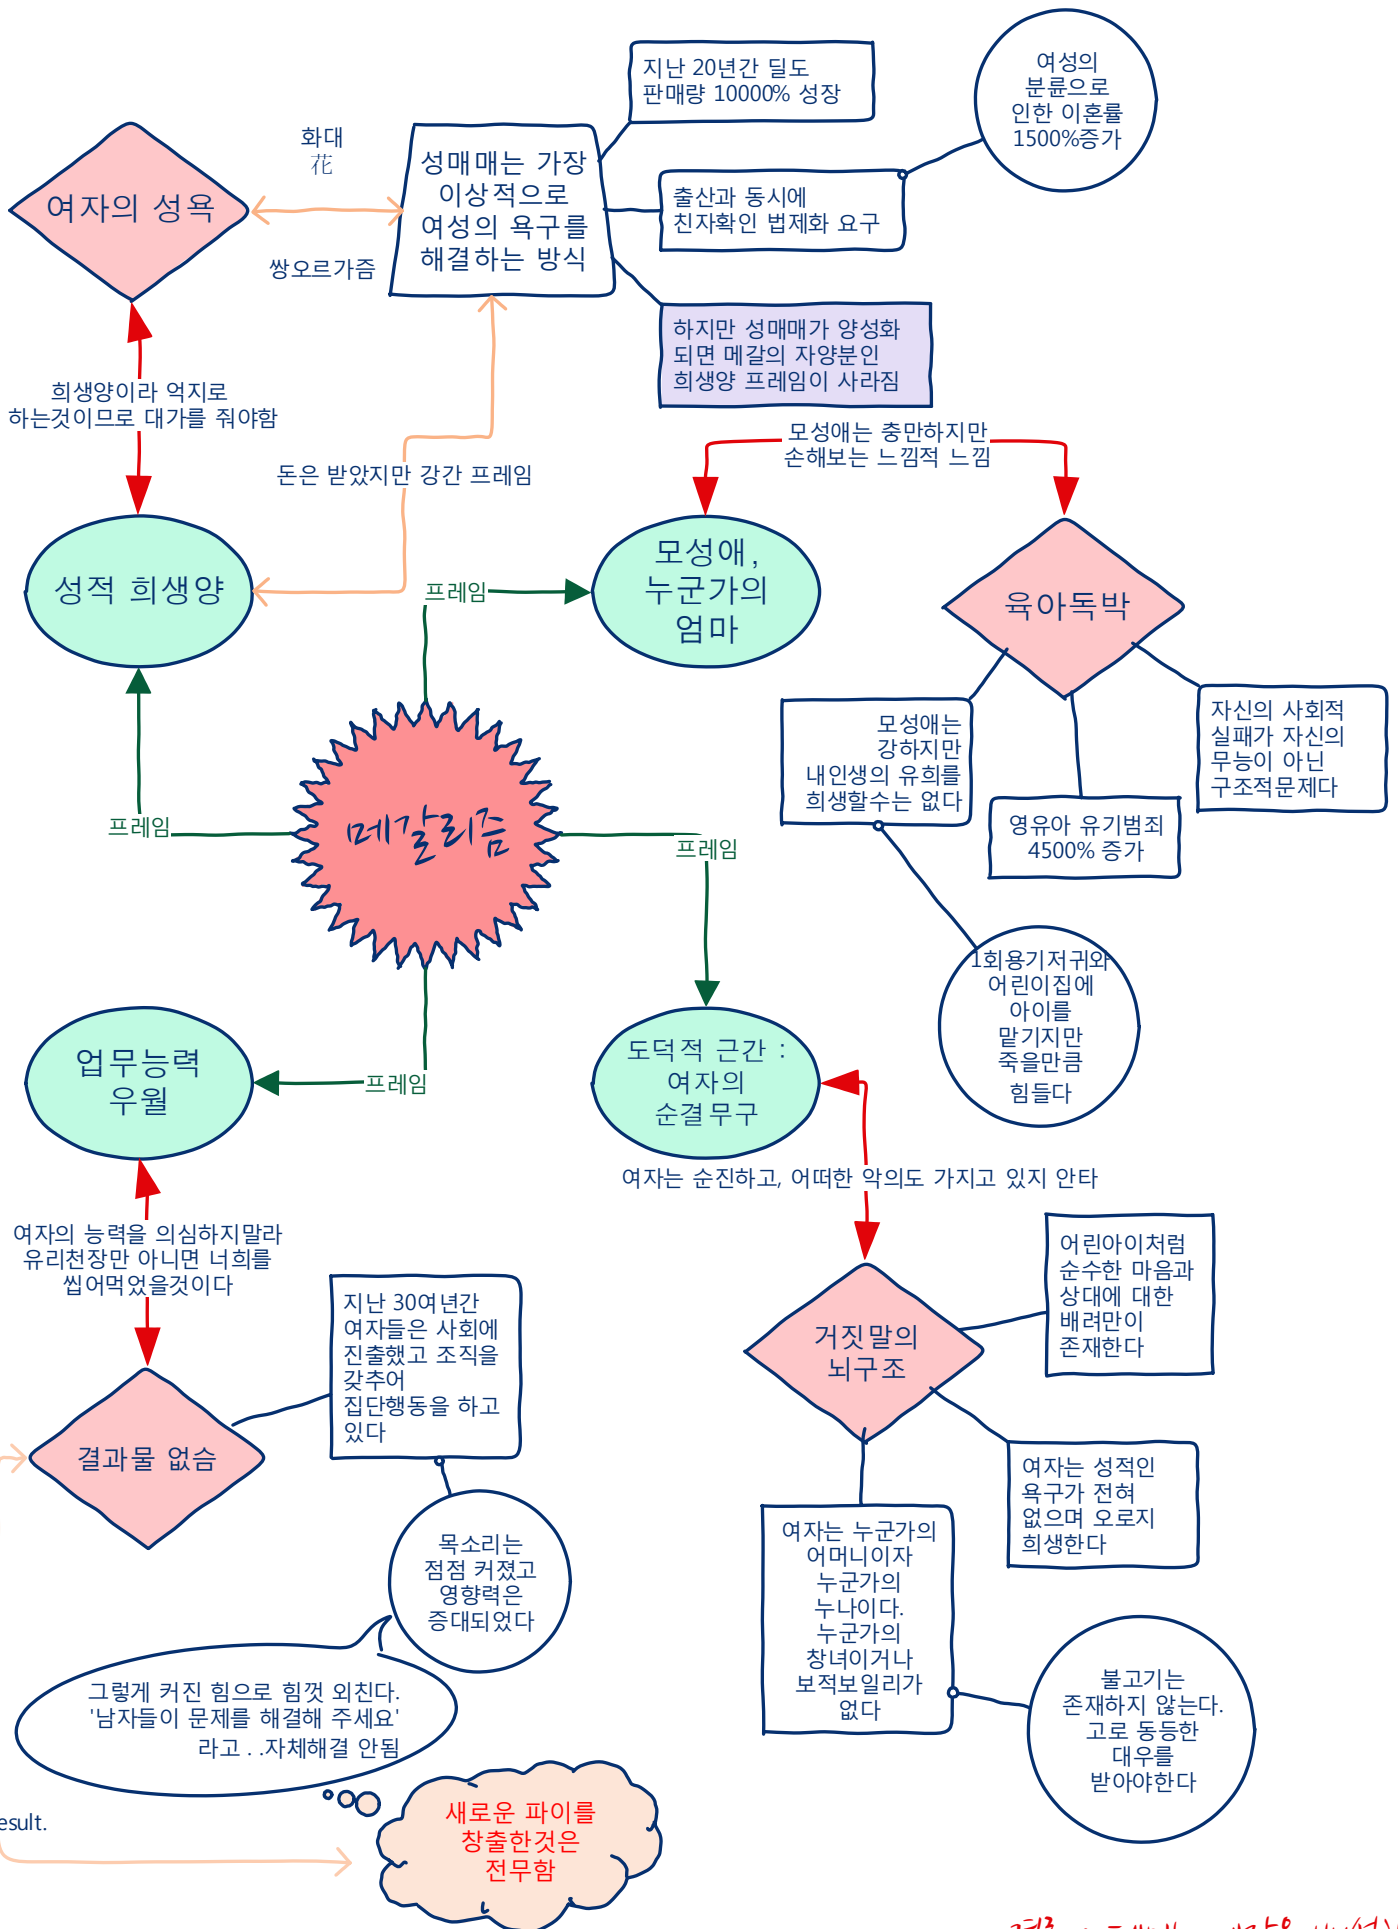 지난 20년간 딜도
판매량 10000% 성장
여성의
분륜으로
인한 이혼률
1500%증가
화대
花
여자의 성욕
쌍오르가즘
성매매는 가장
이상적으로
여성의 욕구를
해결하는 방식
출산과 동시에
친자확인 법제화 요구
하지만 성매매가 양성화
되면 메갈의 자양분인
희생양 프레임이 사라짐
희생양이라 억지로
하는것이므로 대가를 줘야함
돈은 받았지만 강간 프레임
모성애는 충만하지만
손해보는 느낌적 느낌
성적 희생양
프레임
모성애,
누군가의
엄마
육아독박
모성애는
강하지만
내인생의 유희를
희생할수는 없다
영유아 유기범죄
4500% 증가
자신의 사회적
실패가 자신의
무능이 아닌
구조적문제다
1회용기저귀와
어린이집에
아이를
맡기지만
죽을만큼
힘들다
프레임
메갈리즘
프레임
업무능력
우월
프레임
도덕적 근간 :
여자의
순결무구
여자는 순진하고, 어떠한 악의도 가지고 있지 안타
여자의 능력을 의심하지말라
유리천장만 아니면 너희를
씹어먹었을것이다
지난 30여년간
여자들은 사회에
진출했고 조직을
갖추어
집단행동을 하고
있다
결과물 없슴
목소리는
점점 커졌고
영향력은
증대되었다
그렇게 커진 힘으로 힘껏 외친다.
'남자들이 문제를 해결해 주세요'
라고 . .자체해결 안됨
esult.
새로운 파이를
창출한것은
전무함
거짓말의
뇌구조
어린아이처럼
순수한 마음과
상대에 대한
배려만이
존재한다
여자는 성적인
욕구가 전혀
없으며 오로지
희생한다
여자는 누군가의
어머니이자
누군가의
누나이다.
누군가의
창녀이거나
보적보일리가
없다
불고기는
존재하지 않는다.
고로 동등한
대우를
받아야한다